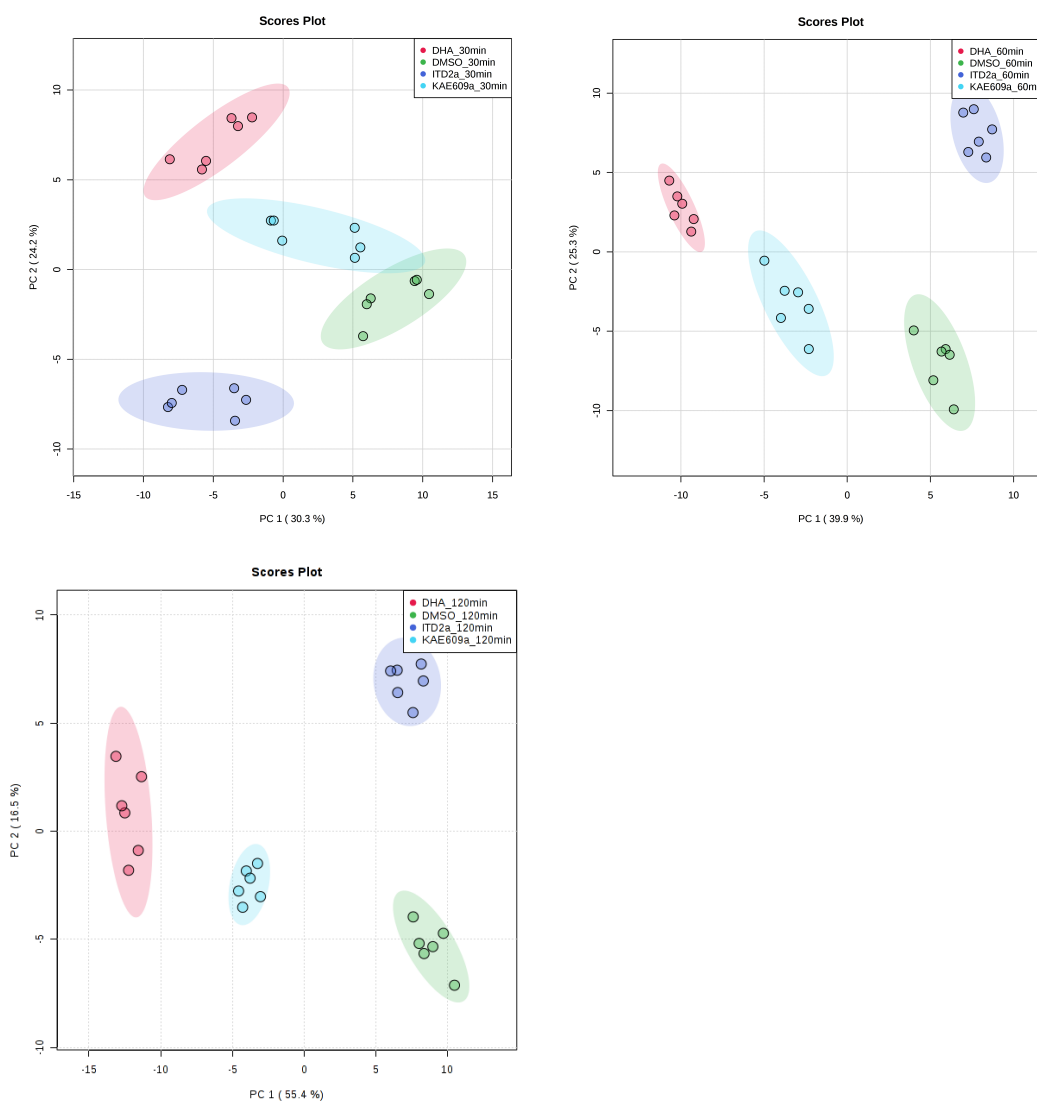 Scores Plot
DHA_30min
DMSO_30min
ITD2a_30min
KAE609a_30min
PC 2 ( 24.2 %)
10
5
0
-5
-10
-15
-10
-5
0
5
10
15
PC 1 ( 30.3 %)
Scores Plot
DHA_60min
DMSO_60min
ITD2a_60min
KAE609a_60m
PC 2 ( 25.3 %)
10
5
0
-5
-10
-10
-5
0
5
10
PC 1 ( 39.9 %)
Scores Plot
DHA_120min
DMSO_120min
ITD2a_120min
KAE609a_120min
PC 2 ( 16.5 %)
10
5
0
-5
-10
-15
-10
-5
0
5
10
PC 1 ( 55.4 %)